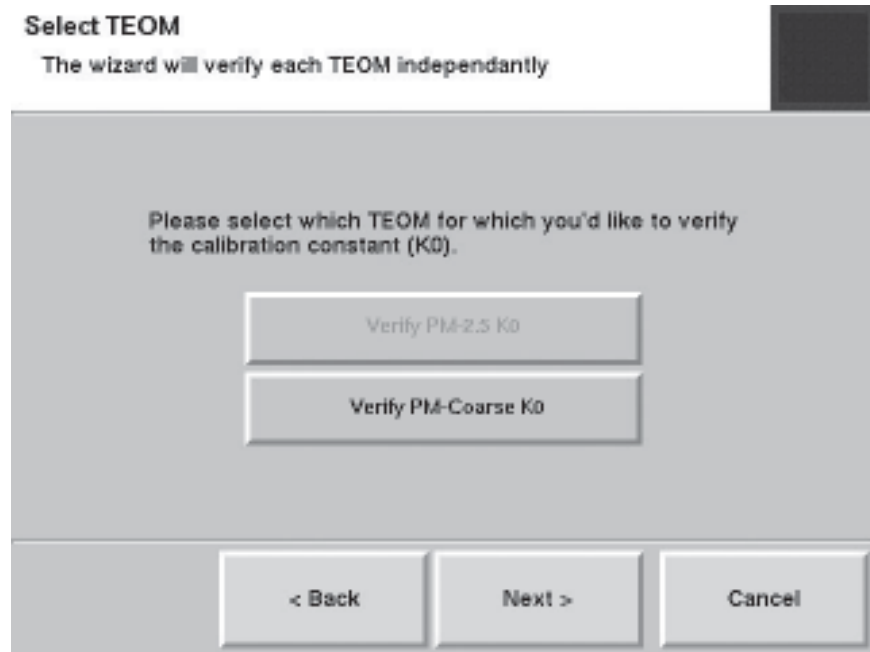 Select TEOM
The wizard will verify each TEOM independantly
Please select which TEOM for which you'd like to verify
the calibration constant (K0).
Verify PM-2.5 K0
Verify PM-Coarse K0
< Back
Next >
Cancel